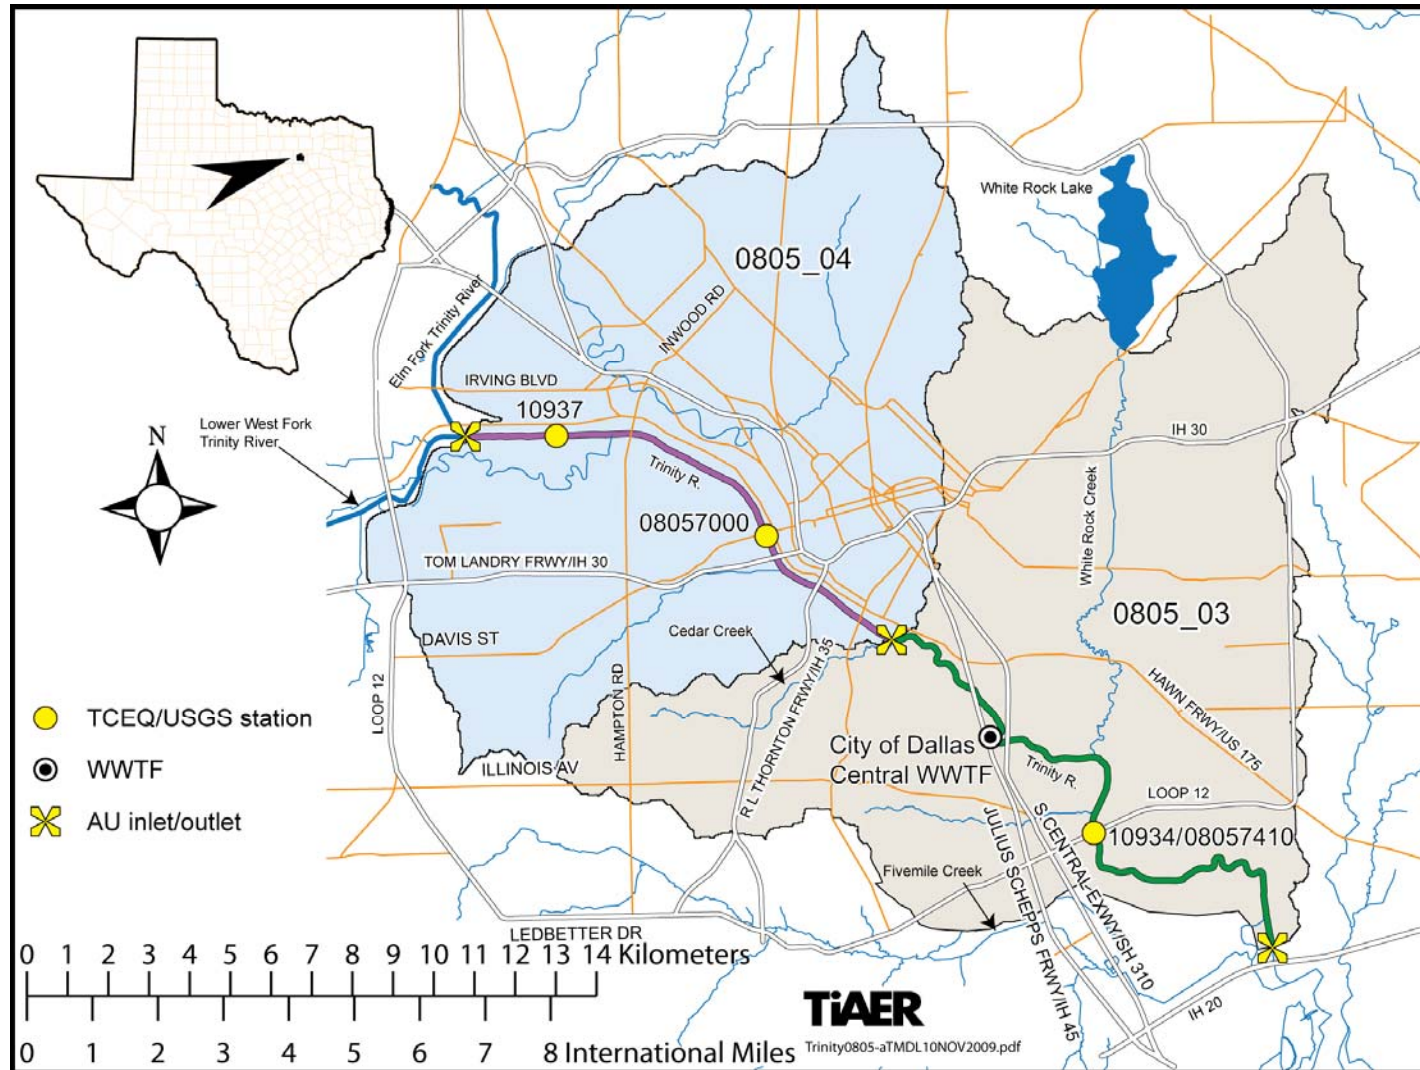 White Rock Lake
0805_04
Elm Fork Trinity River
INWOOD RD
IRVING BLVD
10937
Lower West Fork
Trinity River
N
IH 30
Trinity R.
08057000
White Rock Creek
TOM LANDRY FRWY/IH 30
0805_03
Cedar Creek
DAVIS ST
HAWN FRWY/US 175
LOOP 12
HAMPTON RD
R L THORNTON FRWY/IH 35
TCEQ/USGS station
WWTF
AU inlet/outlet
ILLINOIS AV
City of Dallas
Central WWTF
Trinity R.
LOOP 12
10934/08057410
JULIUS SCHEPPS FRWY/IH 45
S.CENTRAL EXWY/SH 310
Fivemile Creek
LEDBETTER DR
0 1 2 3 4 5 6 7 8 9 10 11 12 13 14 Kilometers
IH 20
TiAER
Trinity0805-aTMDL10NOV2009.pdf
0 1 2 3 4 5 6 7 8 International Miles